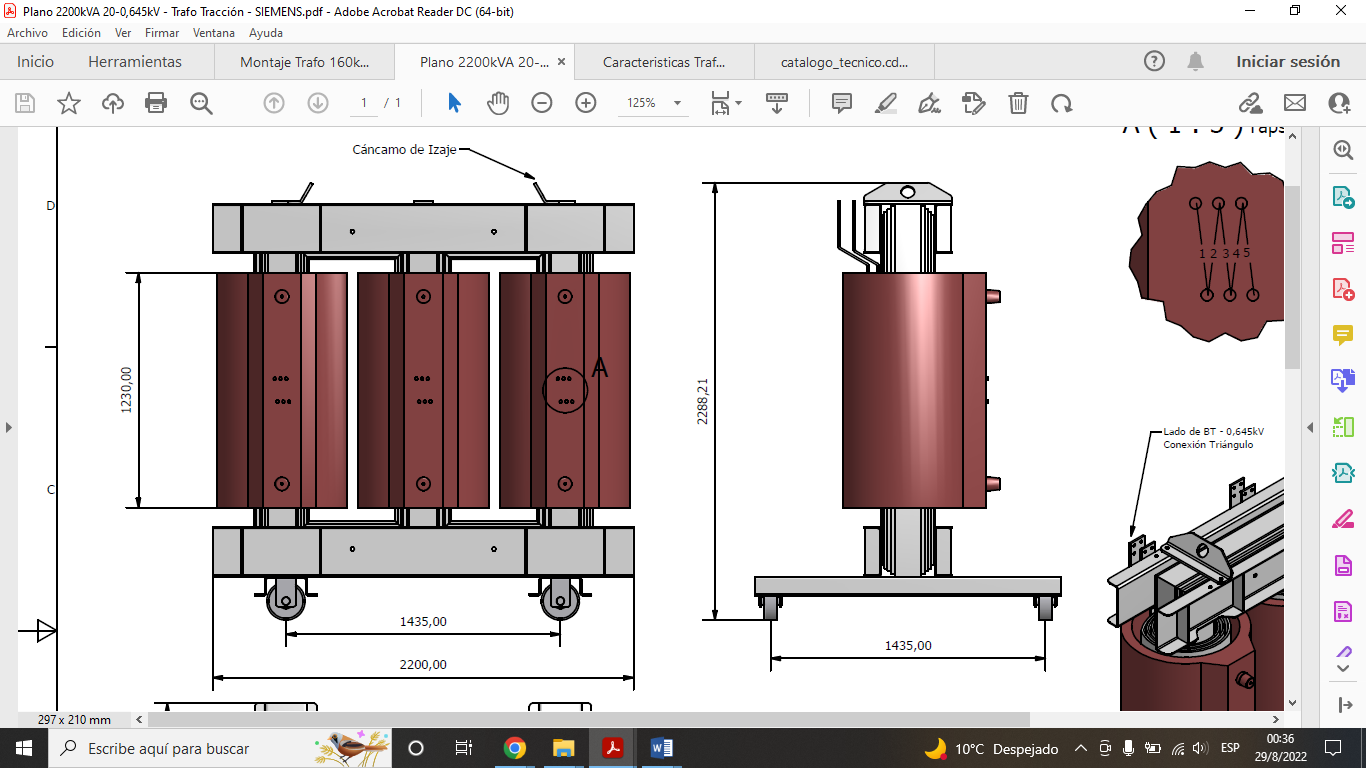 Plano 2200kVA 20-0,645kV - Trafo Tracción - SIEMENS.pdf - Adobe Acrobat Reader DC (64-bit)
Archivo Edición Ver Firmar Ventana Ayuda
Inicio Herramientas Montaje Trafo 160k... Plano 2200kVA 20-... × Caracteristicas Traf... catalogo_tecnico.cd... Iniciar sesión
1 / 1 125%
A ( 1 : 5 ) Taps
Cáncamo de Izaje
D
1 2 3 4 5
A
1230,00
2288,21
Lado de BT - 0,645kV
Conexión Triángulo
C
1435,00
1435,00
2200,00
297 x 210 mm
Escribe aquí para buscar
10°C Despejado
ESP
00:36
29/8/2022